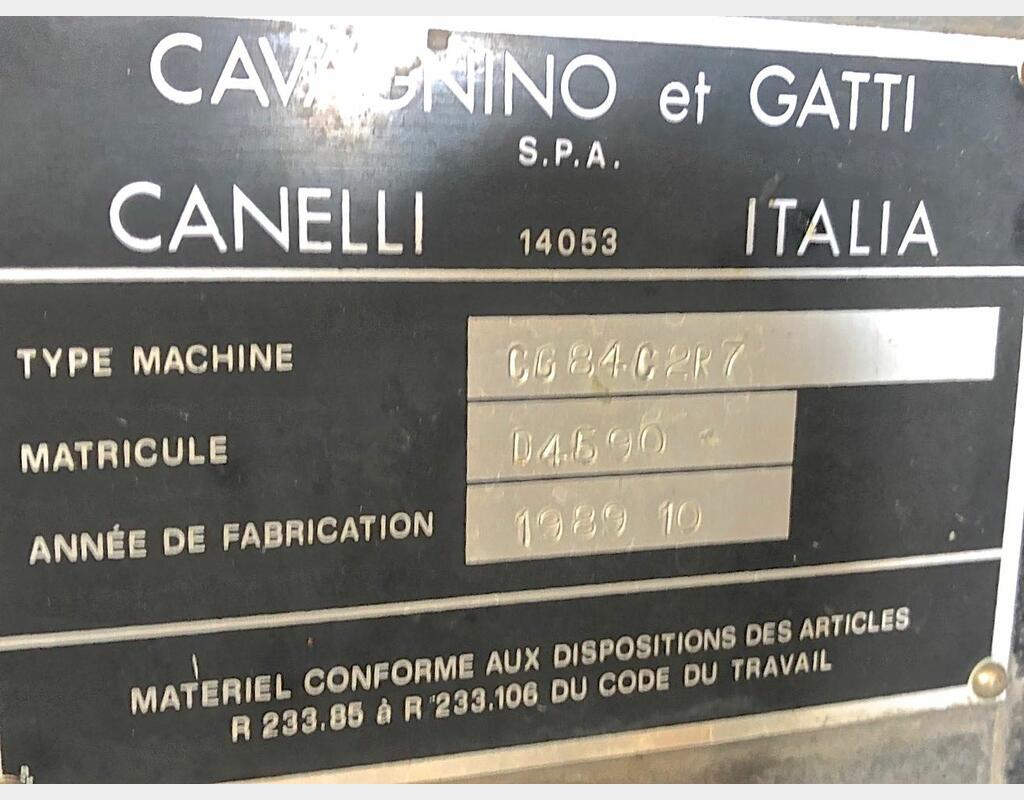 CAVAGNINO et GATTI
S.P.A.
CANELLI 14053 ITALIA
TYPE MACHINE CG84C2R7
MATRICULE D4590
ANNÉE DE FABRICATION 1989 10
MATERIEL CONFORME AUX DISPOSITIONS DES ARTICLES
R 233.85 à R 233.106 DU CODE DU TRAVAIL